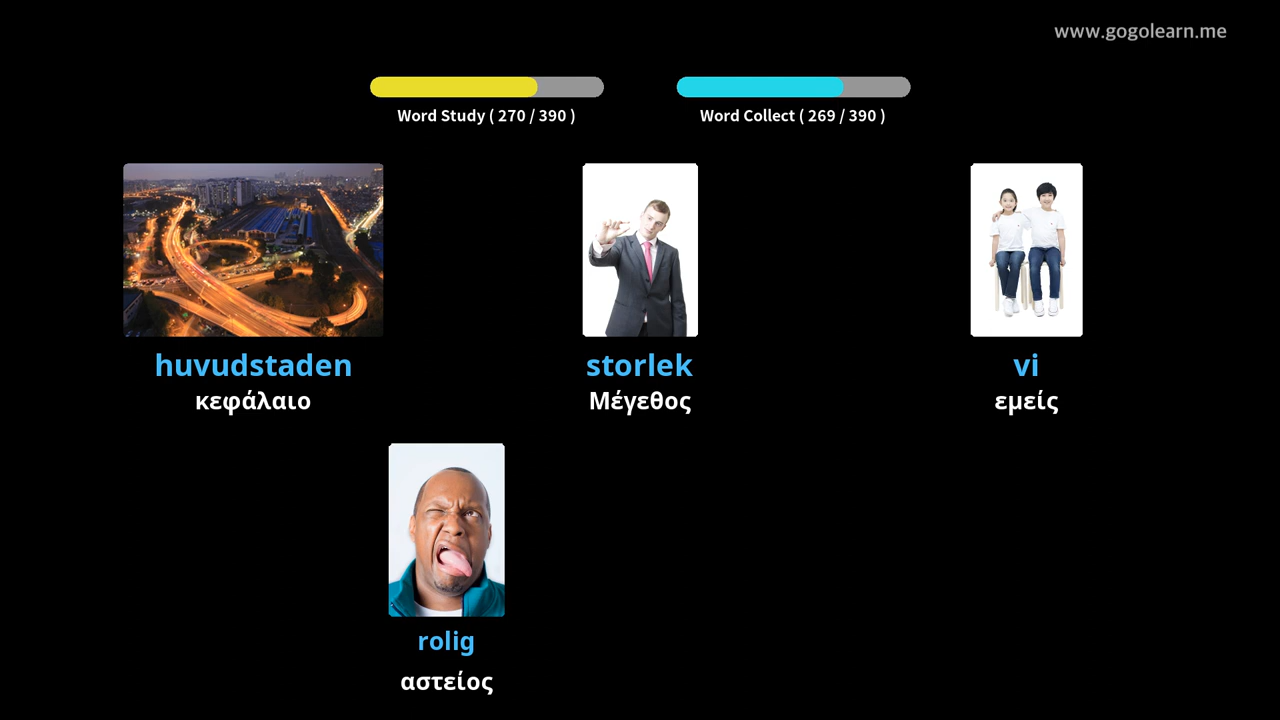 www.gogolearn.me
Word Study ( 270 / 390 )
Word Collect ( 269 / 390 )
huvudstaden
κεφάλαιο
storlek
Μέγεθος
vi
εμείς
rolig
αστείος